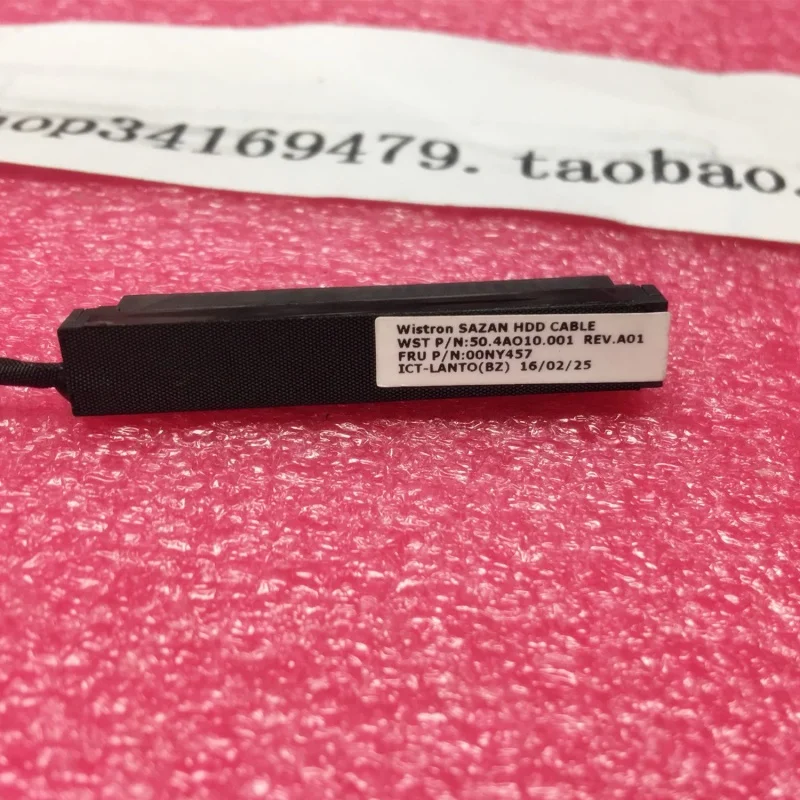 hop34169479.taobao.
Wistron SAZAN HDD CABLE
WST P/N:50.4AO10.001 REV.A01
FRU P/N:00NY457
ICT-LANTO(BZ) 16/02/25